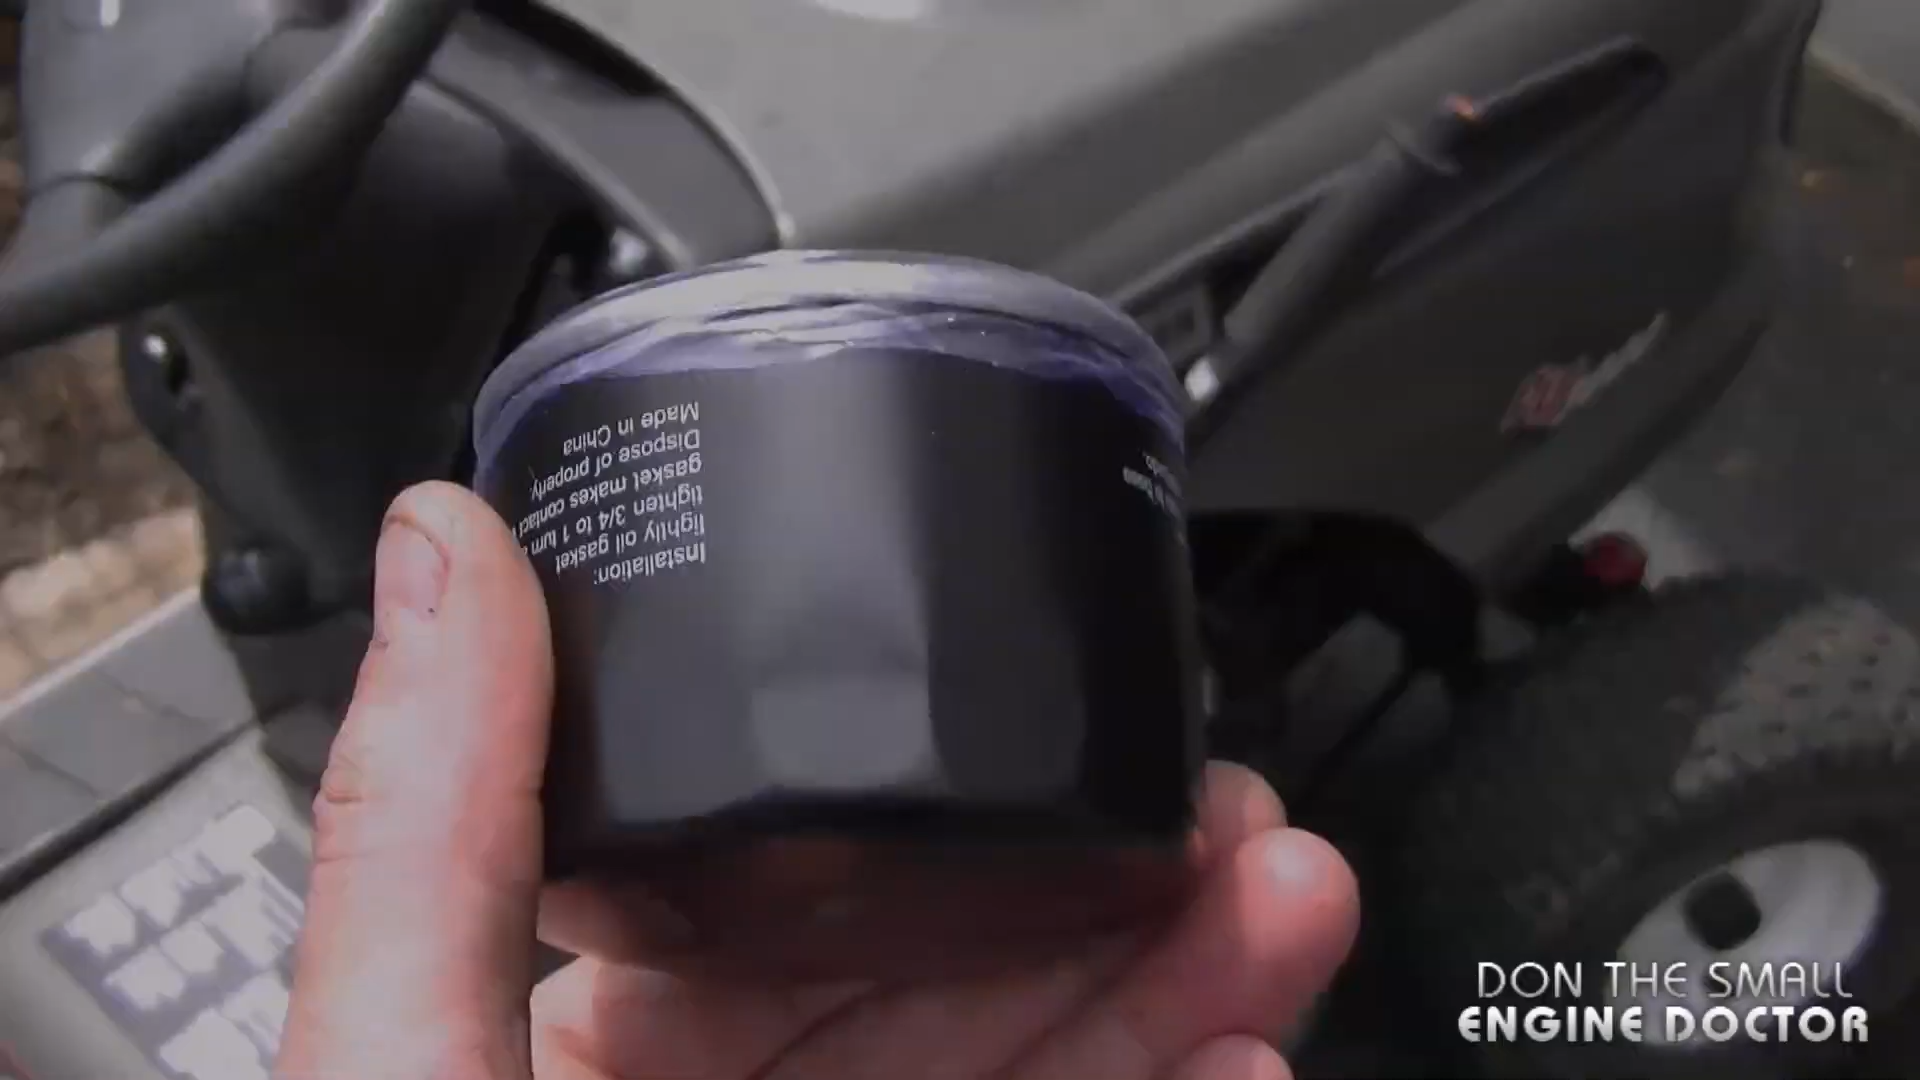 Installation:
lightly oil gasket
tighten 3/4 to 1 turn
gasket makes contact
Dispose of properly.
Made in China
DON THE SMALL
ENGINE DOCTOR